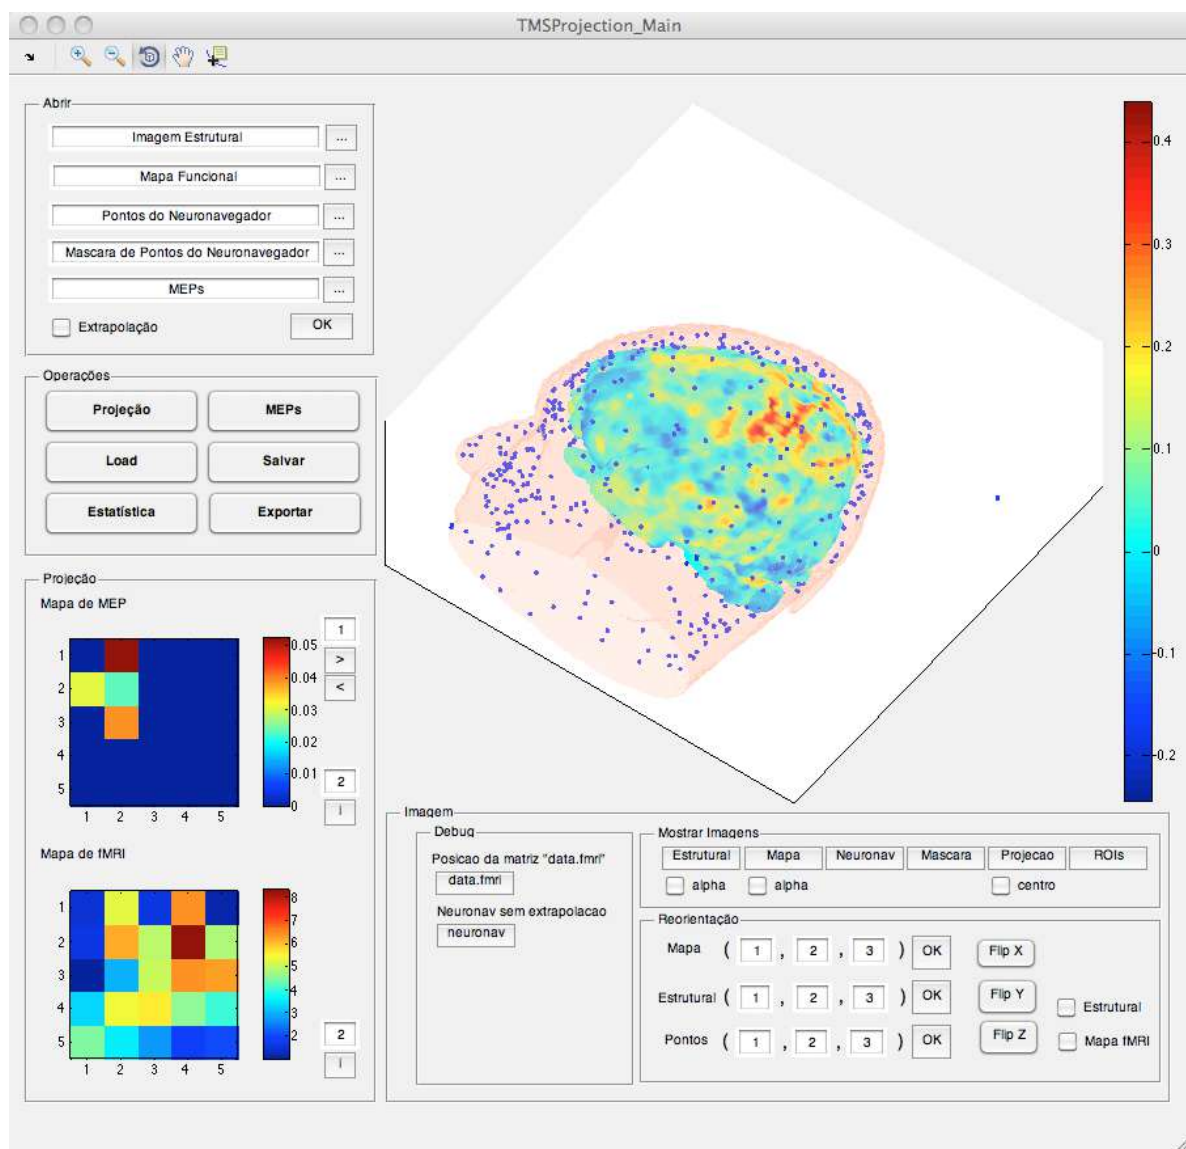 TMSProjection_Main
Abrir
Imagem Estrutural ...
Mapa Funcional ...
Pontos do Neuronavegador ...
Mascara de Pontos do Neuronavegador ...
MEPs ...
Extrapolação OK
Operações
Projeção MEPs
Load Salvar
Estatística Exportar
Projeção
Mapa de MEP
1
2
3
4
5
1 2 3 4 5
0.05
0.04
0.03
0.02
0.01
0
1
>
<
2
i
Mapa de fMRI
1
2
3
4
5
1 2 3 4 5
8
7
6
5
4
3
2
2
i
0.4
0.3
0.2
0.1
0
-0.1
-0.2
Imagem
Debug
Posicao da matriz "data.fmri"
data.fmri
Neuronav sem extrapolacao
neuronav
Mostrar Imagens
Estrutural Mapa Neuronav Mascara Projecao ROIs
alpha alpha centro
Reorientação
Mapa ( 1 , 2 , 3 ) OK Flip X
Estrutural ( 1 , 2 , 3 ) OK Flip Y Estrutural
Pontos ( 1 , 2 , 3 ) OK Flip Z Mapa fMRI